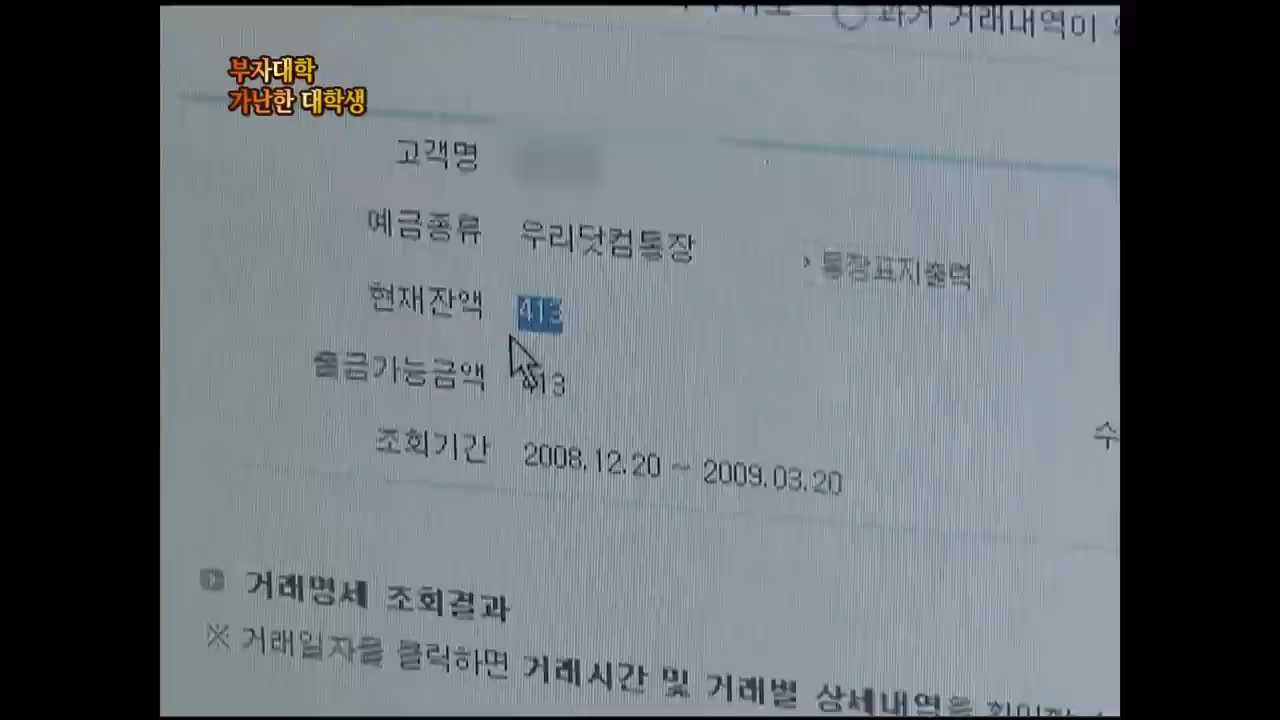 과거 거래내역이
부자대학
가난한 대학생
고객명
예금종류 우리닷컴통장
› 통장표지출력
현재잔액 413
출금가능금액 413
수
조회기간 2008.12.20 ~ 2009.03.20
거래명세 조회결과
※ 거래일자를 클릭하면 거래시간 및 거래별 상세내역을